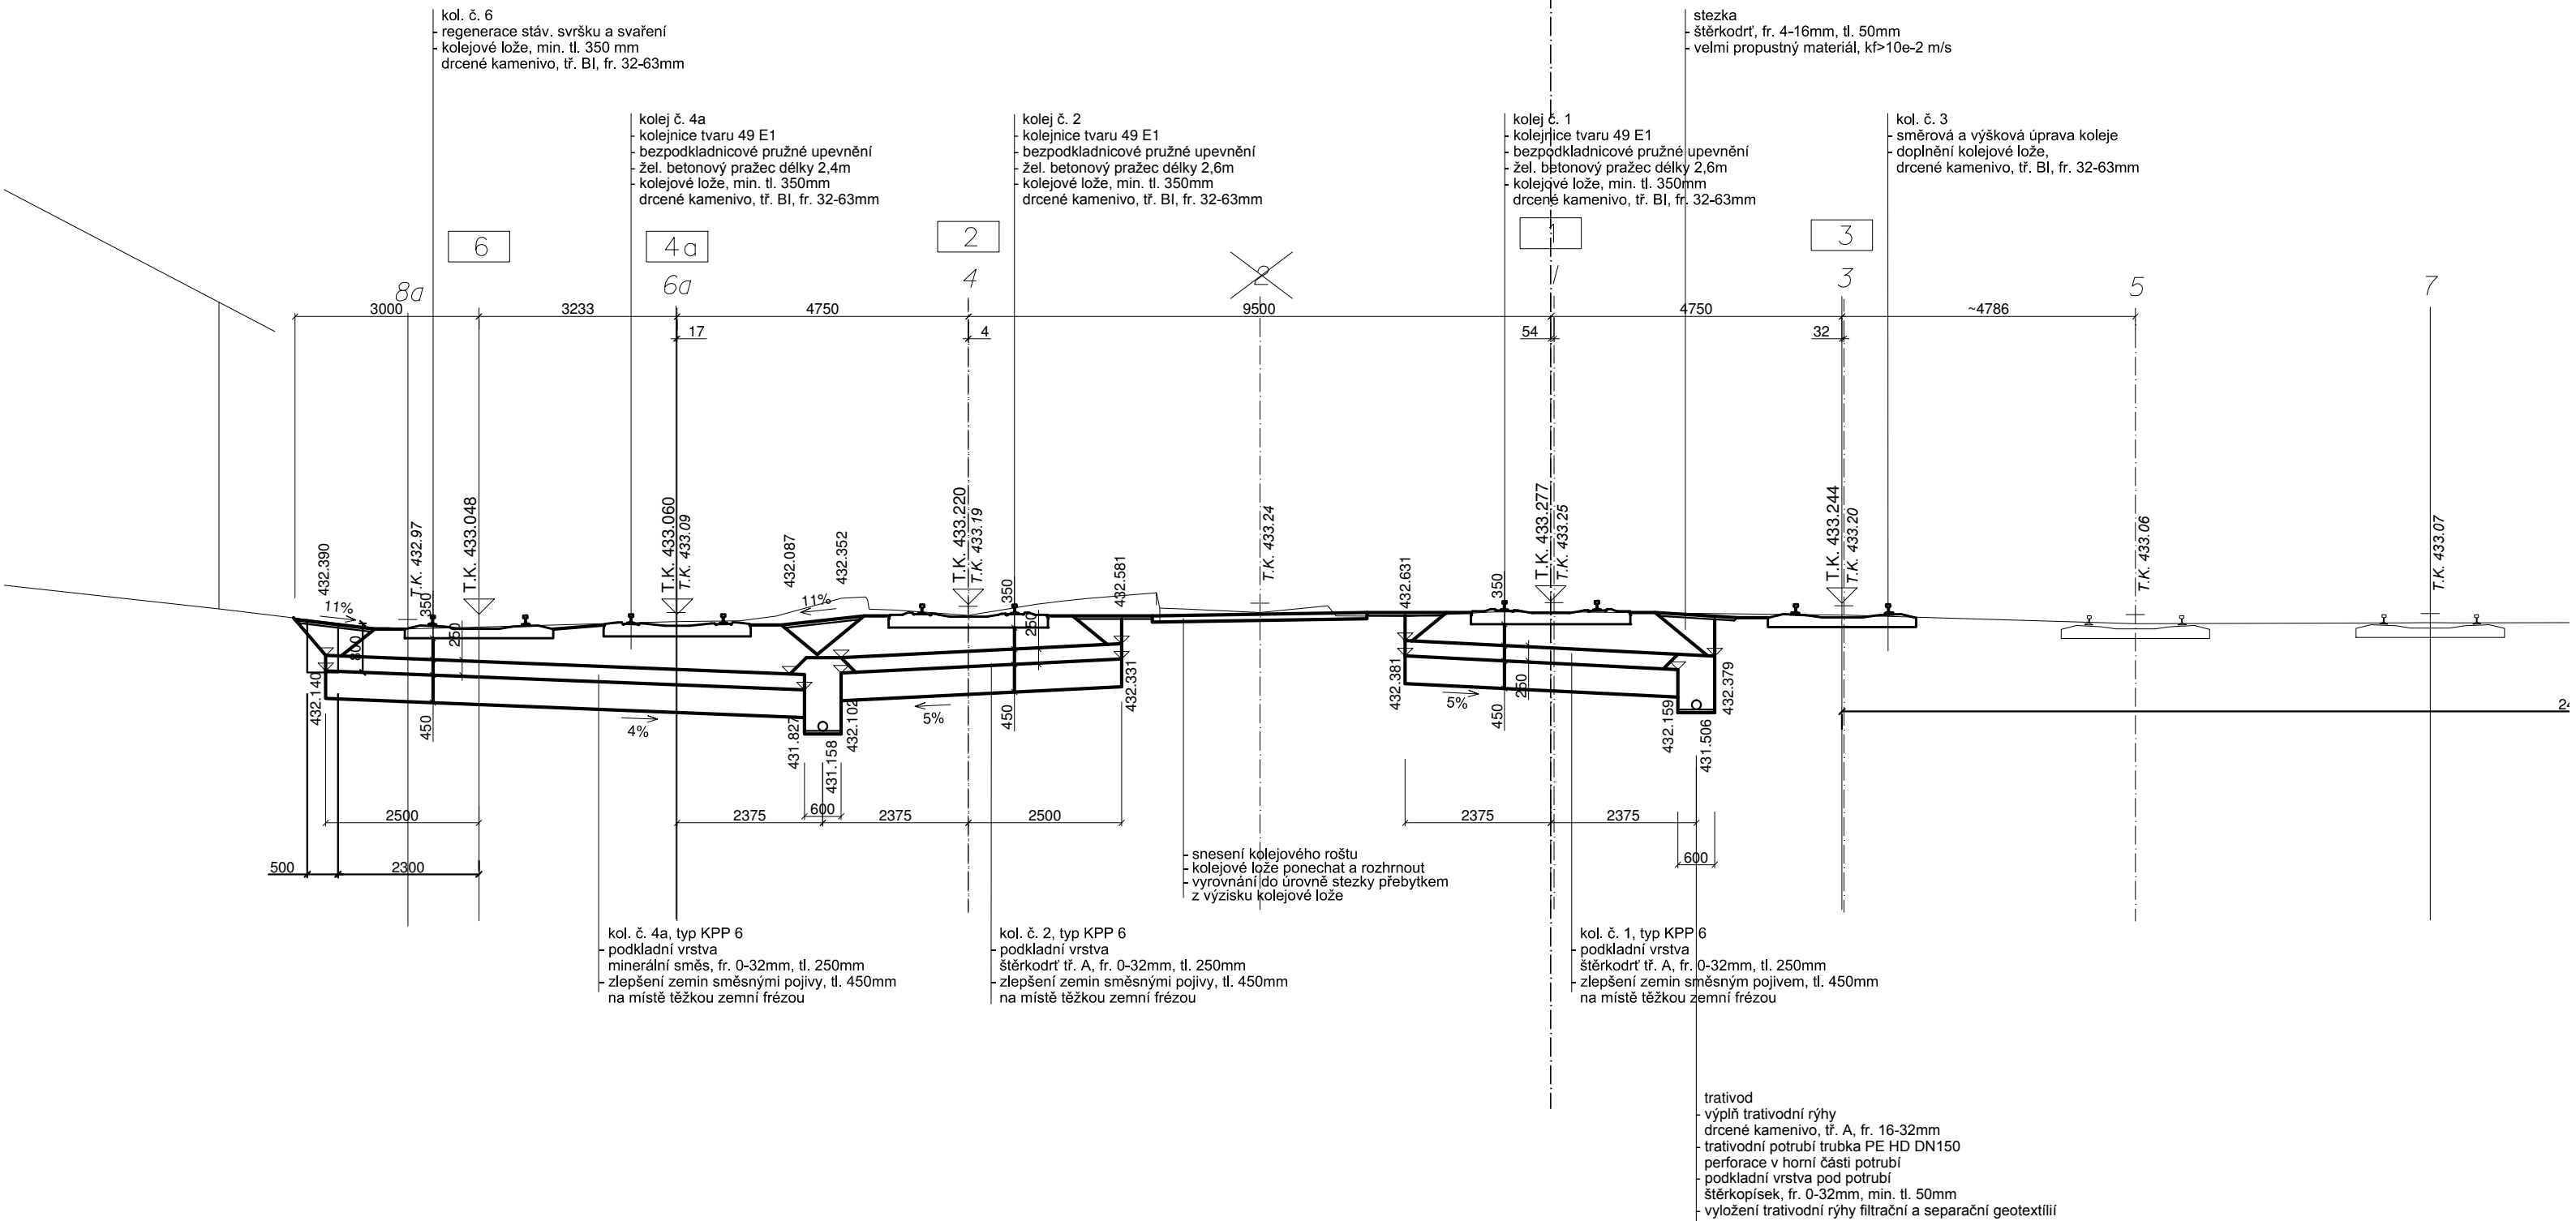 kol. č. 6
- regenerace stáv. svršku a svaření
- kolejové lože, min. tl. 350 mm
drcené kamenivo, tř. BI, fr. 32-63mm
stezka
- štěrkodrť, fr. 4-16mm, tl. 50mm
- velmi propustný materiál, kf>10e-2 m/s
kolej č. 4a
- kolejnice tvaru 49 E1
- bezpodkladnicové pružné upevnění
- žel. betonový pražec délky 2,4m
- kolejové lože, min. tl. 350mm
drcené kamenivo, tř. BI, fr. 32-63mm
kolej č. 2
- kolejnice tvaru 49 E1
- bezpodkladnicové pružné upevnění
- žel. betonový pražec délky 2,6m
- kolejové lože, min. tl. 350mm
drcené kamenivo, tř. BI, fr. 32-63mm
kolej č. 1
- kolejnice tvaru 49 E1
- bezpodkladnicové pružné upevnění
- žel. betonový pražec délky 2,6m
- kolejové lože, min. tl. 350mm
drcené kamenivo, tř. BI, fr. 32-63mm
kol. č. 3
- směrová a výšková úprava koleje
- doplnění kolejové lože,
drcené kamenivo, tř. BI, fr. 32-63mm
6
4a
2
1
3
8a
6a
4
2
1
3
5
7
3000
3233
4750
9500
4750
~4786
17
4
54
32
432.390
T.K. 432.97
T.K. 433.048
T.K. 433.060
T.K. 433.09
432.087
432.352
T.K. 433.220
T.K. 433.19
432.581
T.K. 433.24
432.631
T.K. 433.277
T.K. 433.25
T.K. 433.244
T.K. 433.20
T.K. 433.06
T.K. 433.07
11%
350
250
800
11%
350
250
350
250
432.140
450
4%
431.827
431.158
432.102
5%
450
432.331
432.381
5%
450
432.159
431.506
432.379
24
2500
2375
600
2375
2500
2375
2375
600
500
2300
- snesení kolejového roštu
- kolejové lože ponechat a rozhrnout
- vyrovnání do úrovně stezky přebytkem
z výzisku kolejové lože
kol. č. 4a, typ KPP 6
- podkladní vrstva
minerální směs, fr. 0-32mm, tl. 250mm
- zlepšení zemin směsnými pojivy, tl. 450mm
na místě těžkou zemní frézou
kol. č. 2, typ KPP 6
- podkladní vrstva
štěrkodrť tř. A, fr. 0-32mm, tl. 250mm
- zlepšení zemin směsnými pojivy, tl. 450mm
na místě těžkou zemní frézou
kol. č. 1, typ KPP 6
- podkladní vrstva
štěrkodrť tř. A, fr. 0-32mm, tl. 250mm
- zlepšení zemin směsným pojivem, tl. 450mm
na místě těžkou zemní frézou
trativod
- výplň trativodní rýhy
drcené kamenivo, tř. A, fr. 16-32mm
- trativodní potrubí trubka PE HD DN150
perforace v horní části potrubí
- podkladní vrstva pod potrubí
štěrkopísek, fr. 0-32mm, min. tl. 50mm
- vyložení trativodní rýhy filtrační a separační geotextílií